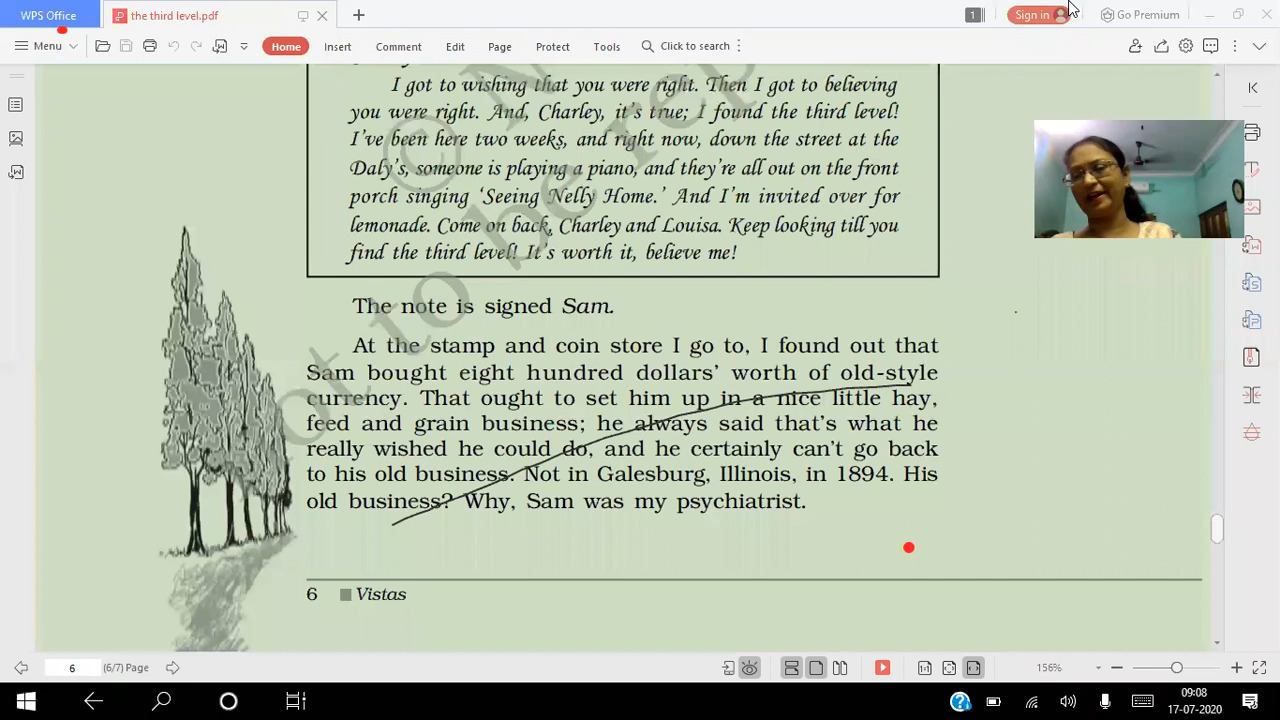 WPS Office
the third level.pdf
1
Sign in
Go Premium
Menu
Home
Insert
Comment
Edit
Page
Protect
Tools
Click to search
I got to wishing that you were right. Then I got to believing
you were right. And, Charley, it's true; I found the third level!
I've been here two weeks, and right now, down the street at the
Daly's, someone is playing a piano, and they're all out on the front
porch singing 'Seeing Nelly Home.' And I'm invited over for
lemonade. Come on back, Charley and Louisa. Keep looking till you
find the third level! It's worth it, believe me!
The note is signed Sam.
At the stamp and coin store I go to, I found out that
Sam bought eight hundred dollars' worth of old-style
currency. That ought to set him up in a nice little hay,
feed and grain business; he always said that's what he
really wished he could do, and he certainly can't go back
to his old business. Not in Galesburg, Illinois, in 1894. His
old business? Why, Sam was my psychiatrist.
© N
not to be rep
6 Vistas
6
(6/7) Page
156%
09:08
17-07-2020